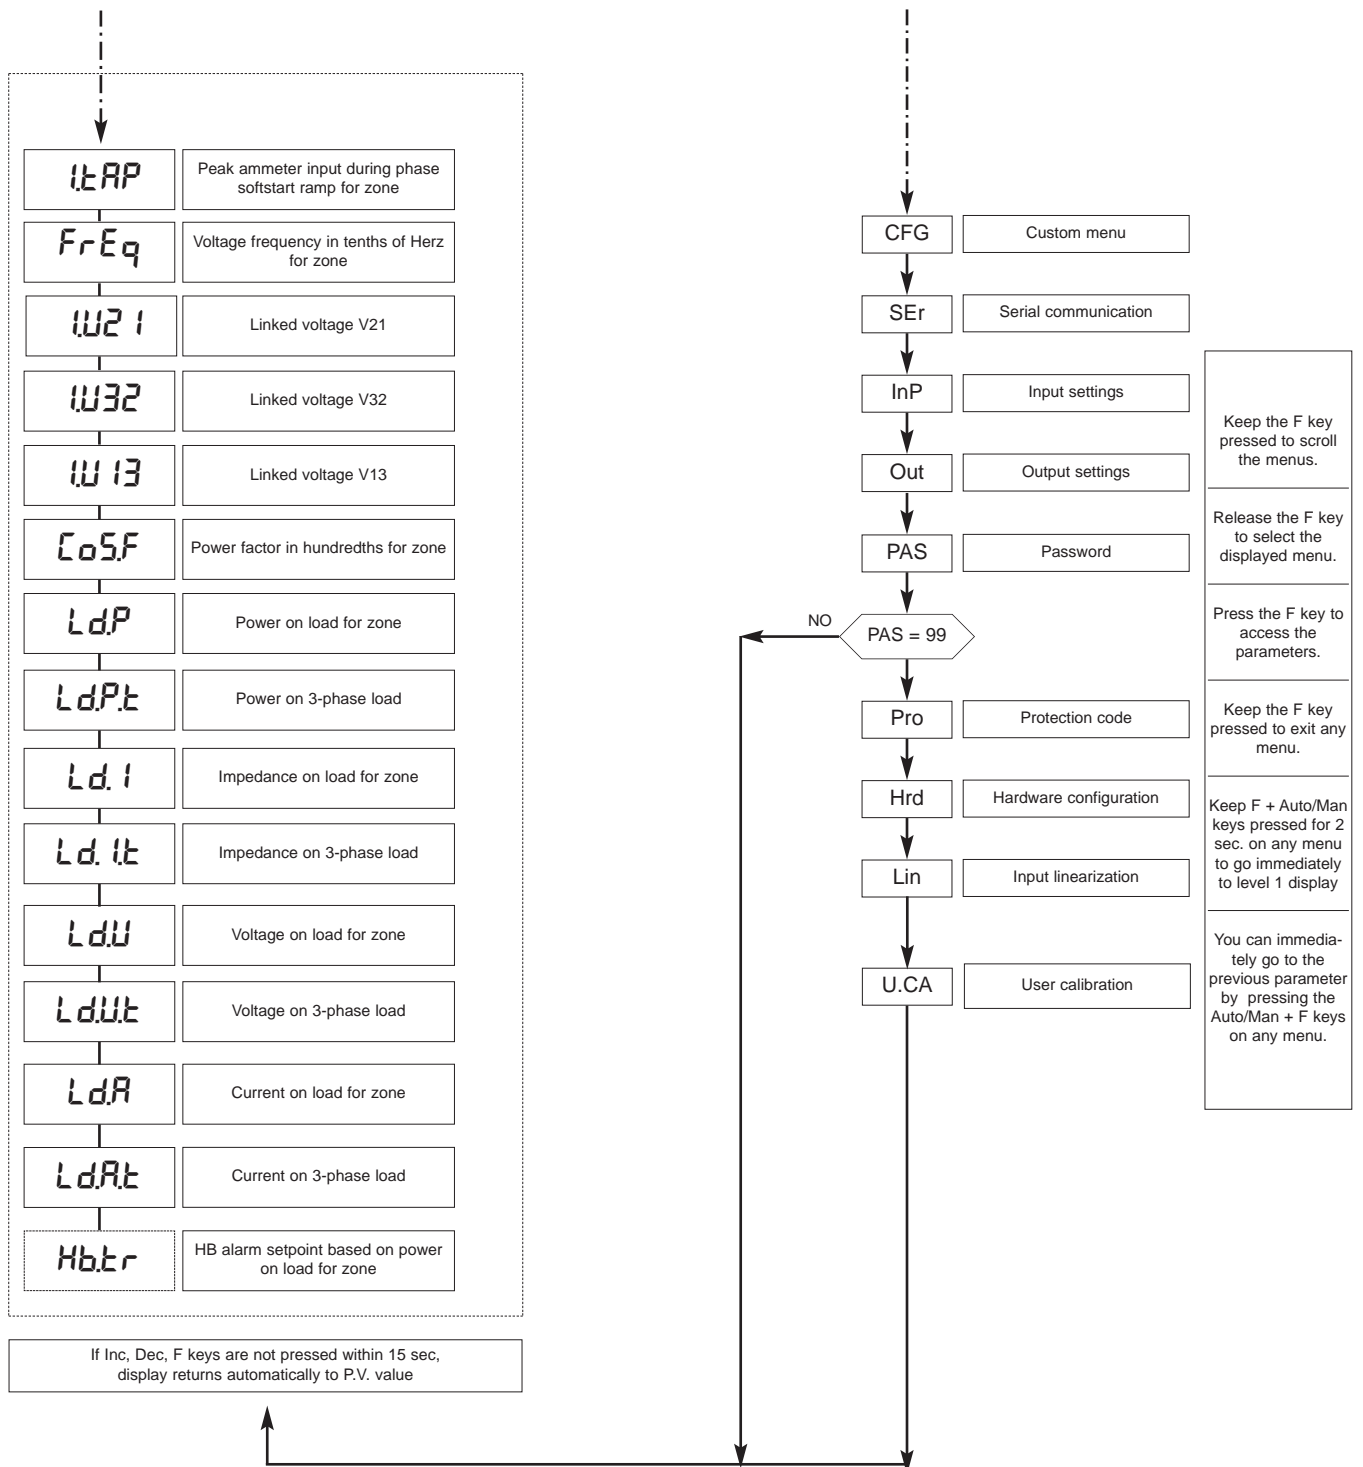 I.tAP
Peak ammeter input during phase
softstart ramp for zone
FrEq
Voltage frequency in tenths of Herz
for zone
I.U21
Linked voltage V21
I.U32
Linked voltage V32
I.U13
Linked voltage V13
CoS.F
Power factor in hundredths for zone
Ld.P
Power on load for zone
Ld.P.t
Power on 3-phase load
Ld.I
Impedance on load for zone
Ld.I.t
Impedance on 3-phase load
Ld.U
Voltage on load for zone
Ld.U.t
Voltage on 3-phase load
Ld.A
Current on load for zone
Ld.A.t
Current on 3-phase load
Hb.tr
HB alarm setpoint based on power
on load for zone
If Inc, Dec, F keys are not pressed within 15 sec,
display returns automatically to P.V. value
CFG
Custom menu
SEr
Serial communication
InP
Input settings
Out
Output settings
PAS
Password
NO
PAS = 99
Pro
Protection code
Hrd
Hardware configuration
Lin
Input linearization
U.CA
User calibration
Keep the F key
pressed to scroll
the menus.
Release the F key
to select the
displayed menu.
Press the F key to
access the
parameters.
Keep the F key
pressed to exit any
menu.
Keep F + Auto/Man
keys pressed for 2
sec. on any menu
to go immediately
to level 1 display
You can immedia-
tely go to the
previous parameter
by pressing the
Auto/Man + F keys
on any menu.